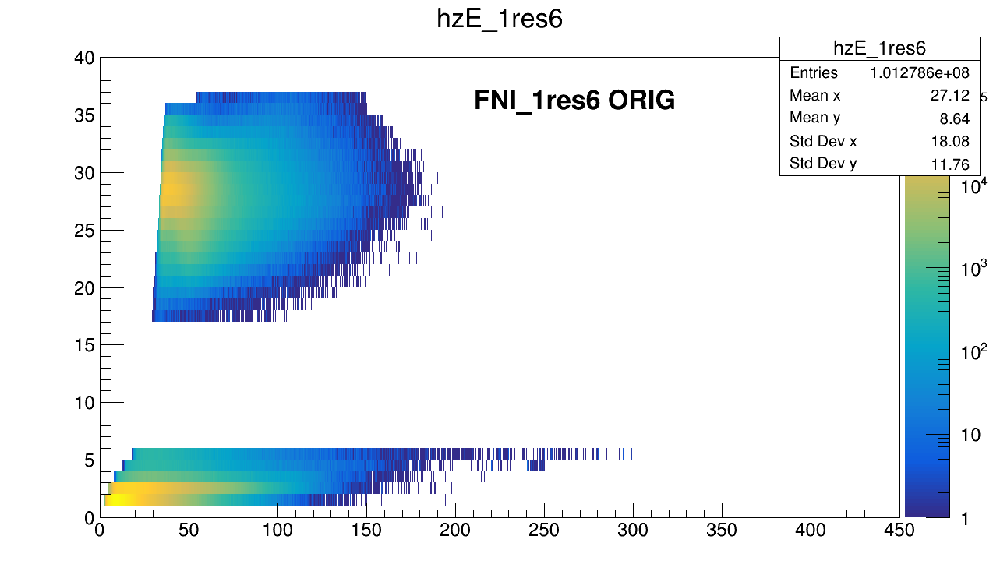 hzE_1res6
hzE_1res6
Entries 1.012786e+08
Mean x 27.12
Mean y 8.64
Std Dev x 18.08
Std Dev y 11.76
FNI_1res6 ORIG
40
35
30
25
20
15
10
5
0
0 50 100 150 200 250 300 350 400 450
5
10⁴
10³
10²
10
1